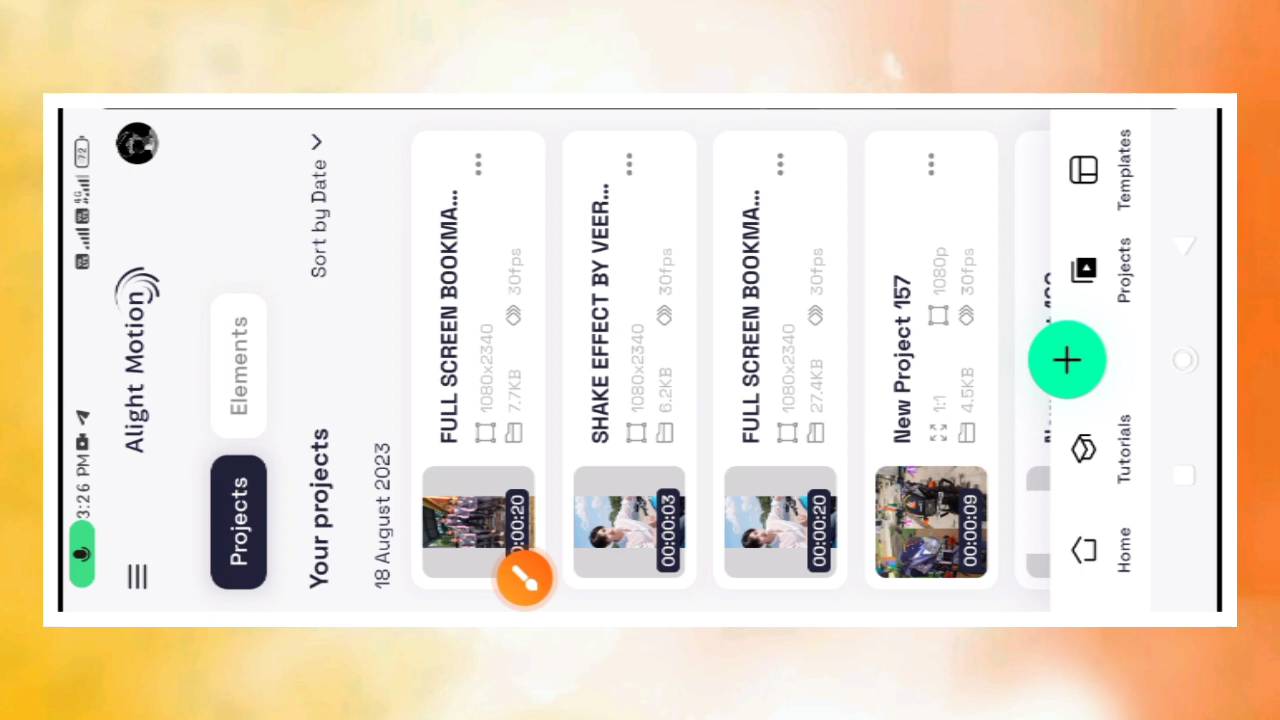 3:26 PM
4G
72
Alight Motion
Projects
Elements
Your projects
Sort by Date
18 August 2023
FULL SCREEN BOOKMA...
1080x2340
7.7KB
30fps
0:00:20
SHAKE EFFECT BY VEER...
1080x2340
6.2KB
30fps
00:00:03
FULL SCREEN BOOKMA...
1080x2340
27.4KB
30fps
00:00:20
New Project 157
1:1
1080p
4.5KB
30fps
00:00:09
Home
Tutorials
Projects
Templates